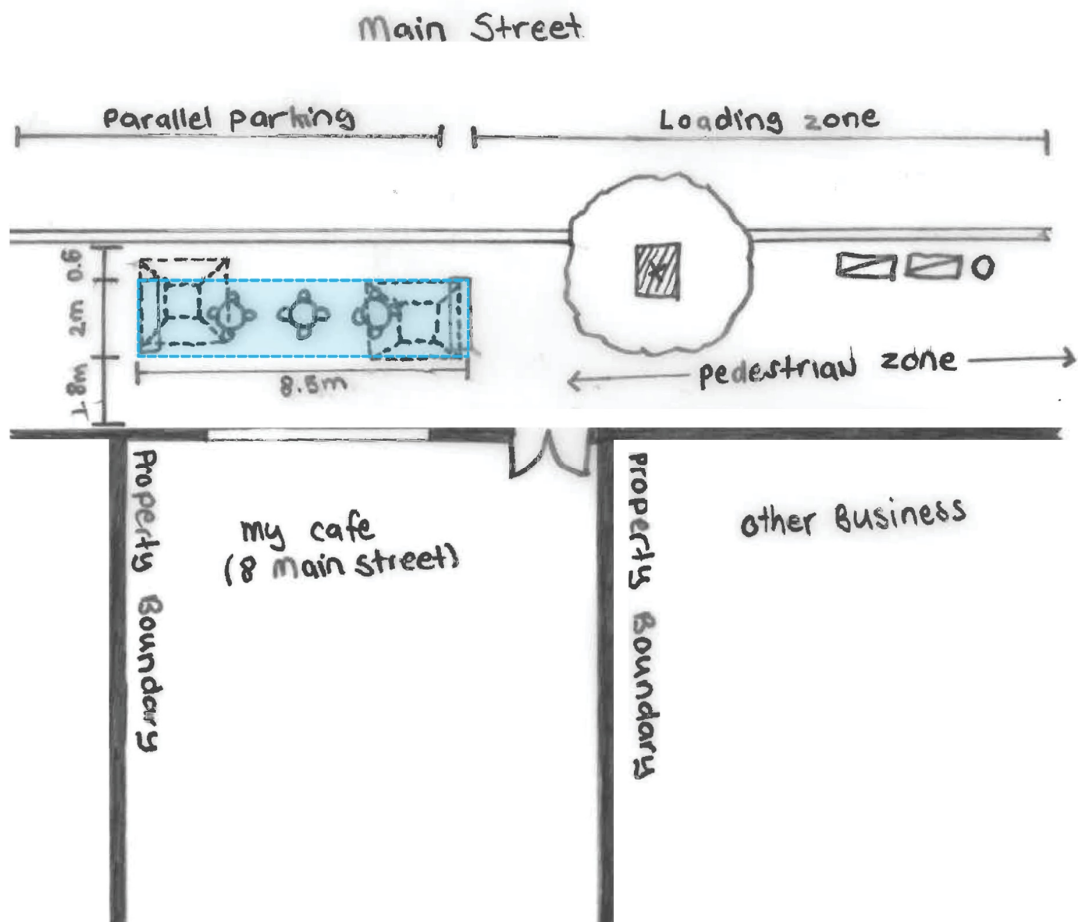 Main Street
Parallel parking
Loading zone
0.6
2m
1.8m
8.5m
pedestrian zone
Property Boundary
my cafe
(8 Main street)
property Boundary
other Business